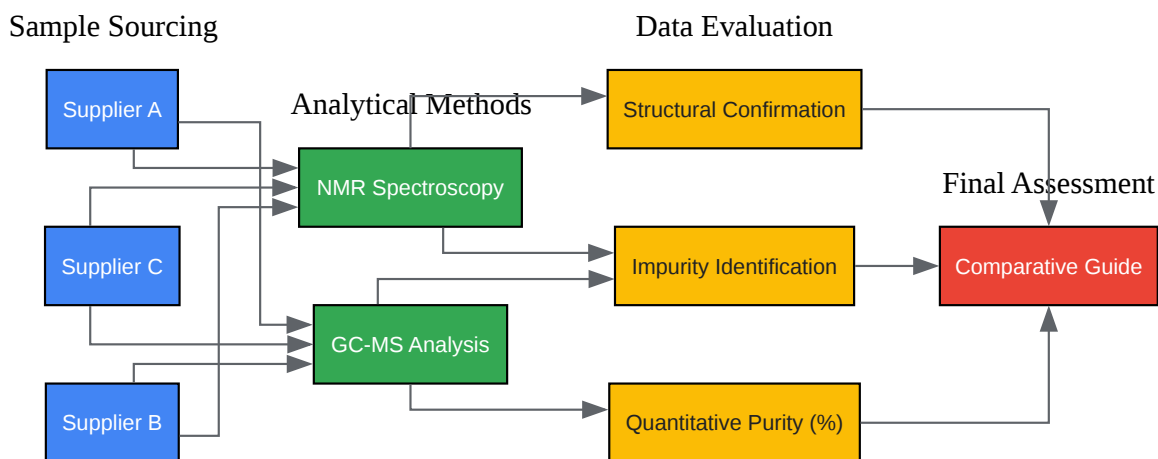 Sample Sourcing
Supplier A
Supplier C
Supplier B
Analytical Methods
NMR Spectroscopy
GC-MS Analysis
Data Evaluation
Structural Confirmation
Impurity Identification
Quantitative Purity (%)
Final Assessment
Comparative Guide